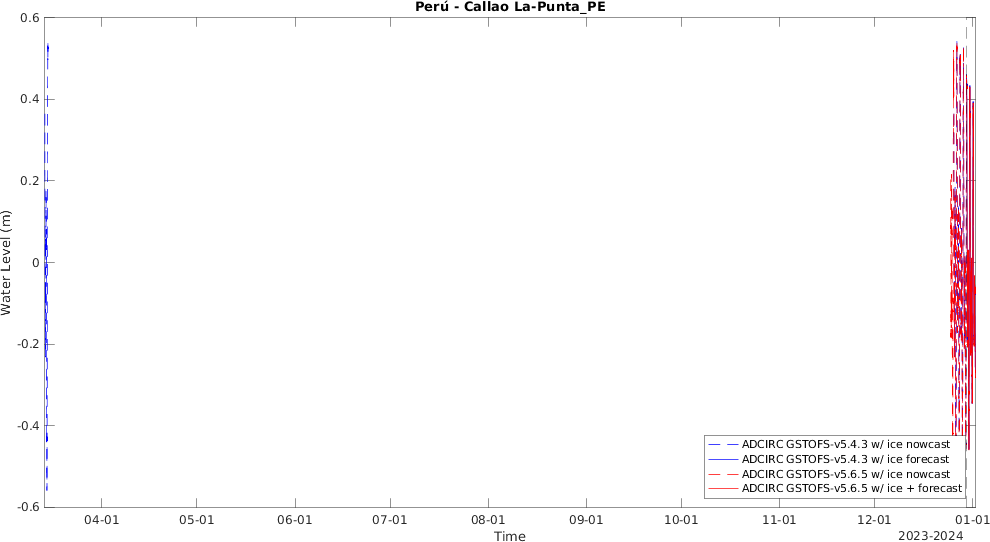 Perú - Callao La-Punta_PE
0.6
0.4
0.2
0
-0.2
-0.4
-0.6
Water Level (m)
ADCIRC GSTOFS-v5.4.3 w/ ice nowcast
ADCIRC GSTOFS-v5.4.3 w/ ice forecast
ADCIRC GSTOFS-v5.6.5 w/ ice nowcast
ADCIRC GSTOFS-v5.6.5 w/ ice + forecast
04-01 05-01 06-01 07-01 08-01 09-01 10-01 11-01 12-01 01-01
Time
2023-2024